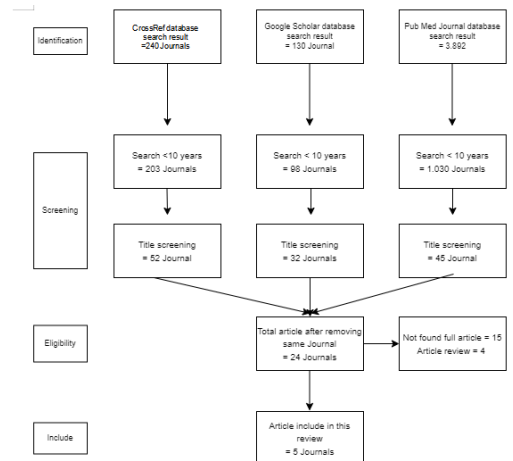 Identification
CrossRef database
search result
=240 Journals
Google Scholar database
search result
= 130 Journal
Pub Med Journal database
search result
= 3.892
Screening
Search <10 years
= 203 Journals
Search < 10 years
= 98 Journals
Search < 10 years
= 1.030 Journals
Title screening
= 52 Journal
Title screening
= 32 Journals
Title screening
= 45 Journal
Eligibility
Total article after removing
same Journal
= 24 Journals
Not found full article = 15
Article review = 4
Include
Article include in this
review
= 5 Journals